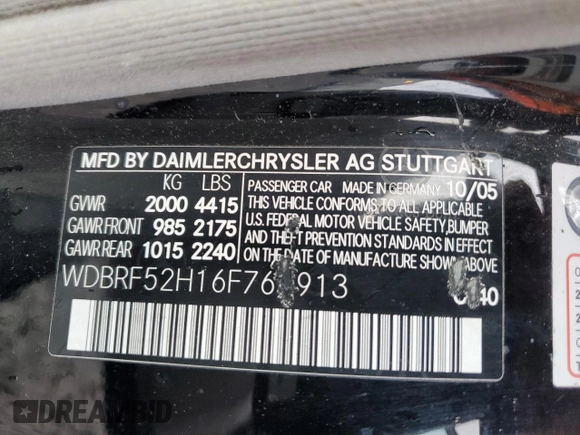 MFD BY DAIMLERCHRYSLER AG STUTTGART
KG LBS
GVWR 2000 4415
GAWR FRONT 985 2175
GAWR REAR 1015 2240
PASSENGER CAR MADE IN GERMANY 10/05
THIS VEHICLE CONFORMS TO ALL APPLICABLE
U.S. FEDERAL MOTOR VEHICLE SAFETY, BUMPER
AND THEFT PREVENTION STANDARDS IN EFFECT
ON THE DATE OF MANUFACTURE SHOWN ABOVE.
DREAMBID